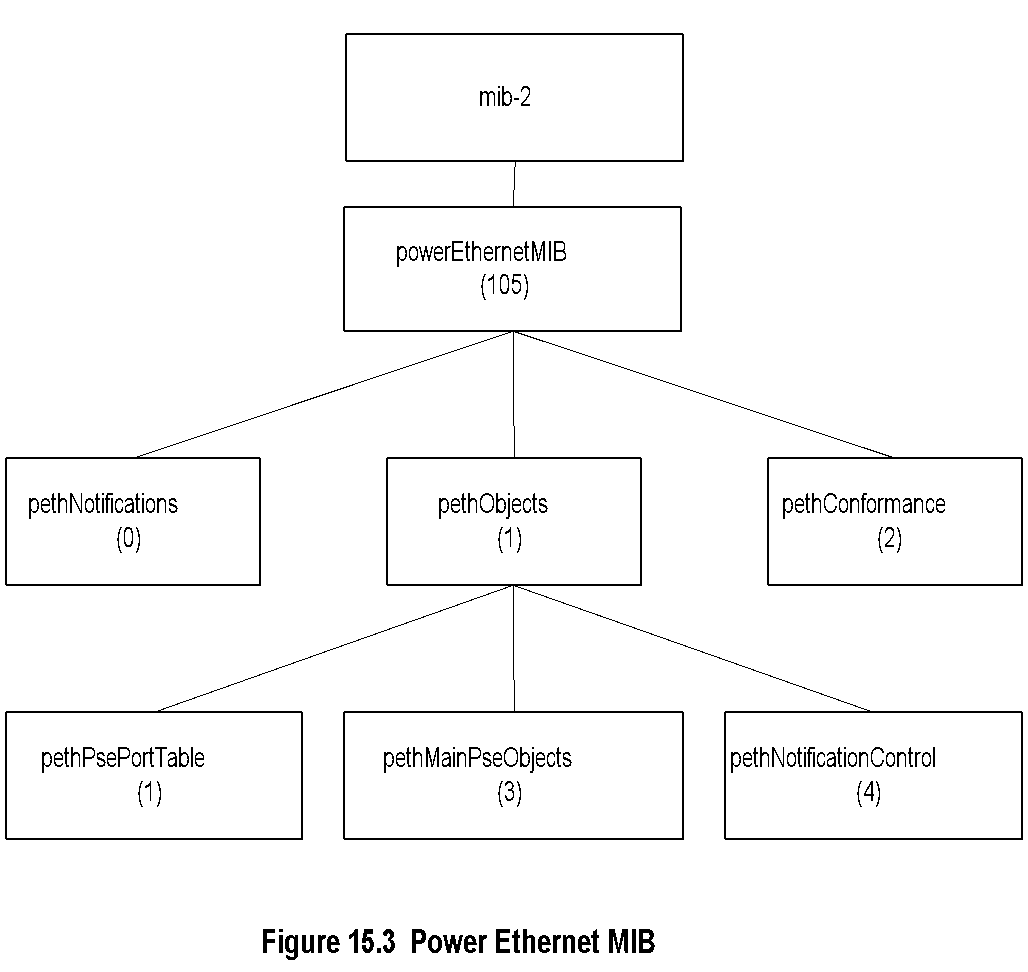 mib-2
powerEthernetMIB
(105)
pethNotifications
(0)
pethObjects
(1)
pethConformance
(2)
pethPsePortTable
(1)
pethMainPseObjects
(3)
pethNotificationControl
(4)
Figure 15.3 Power Ethernet MIB